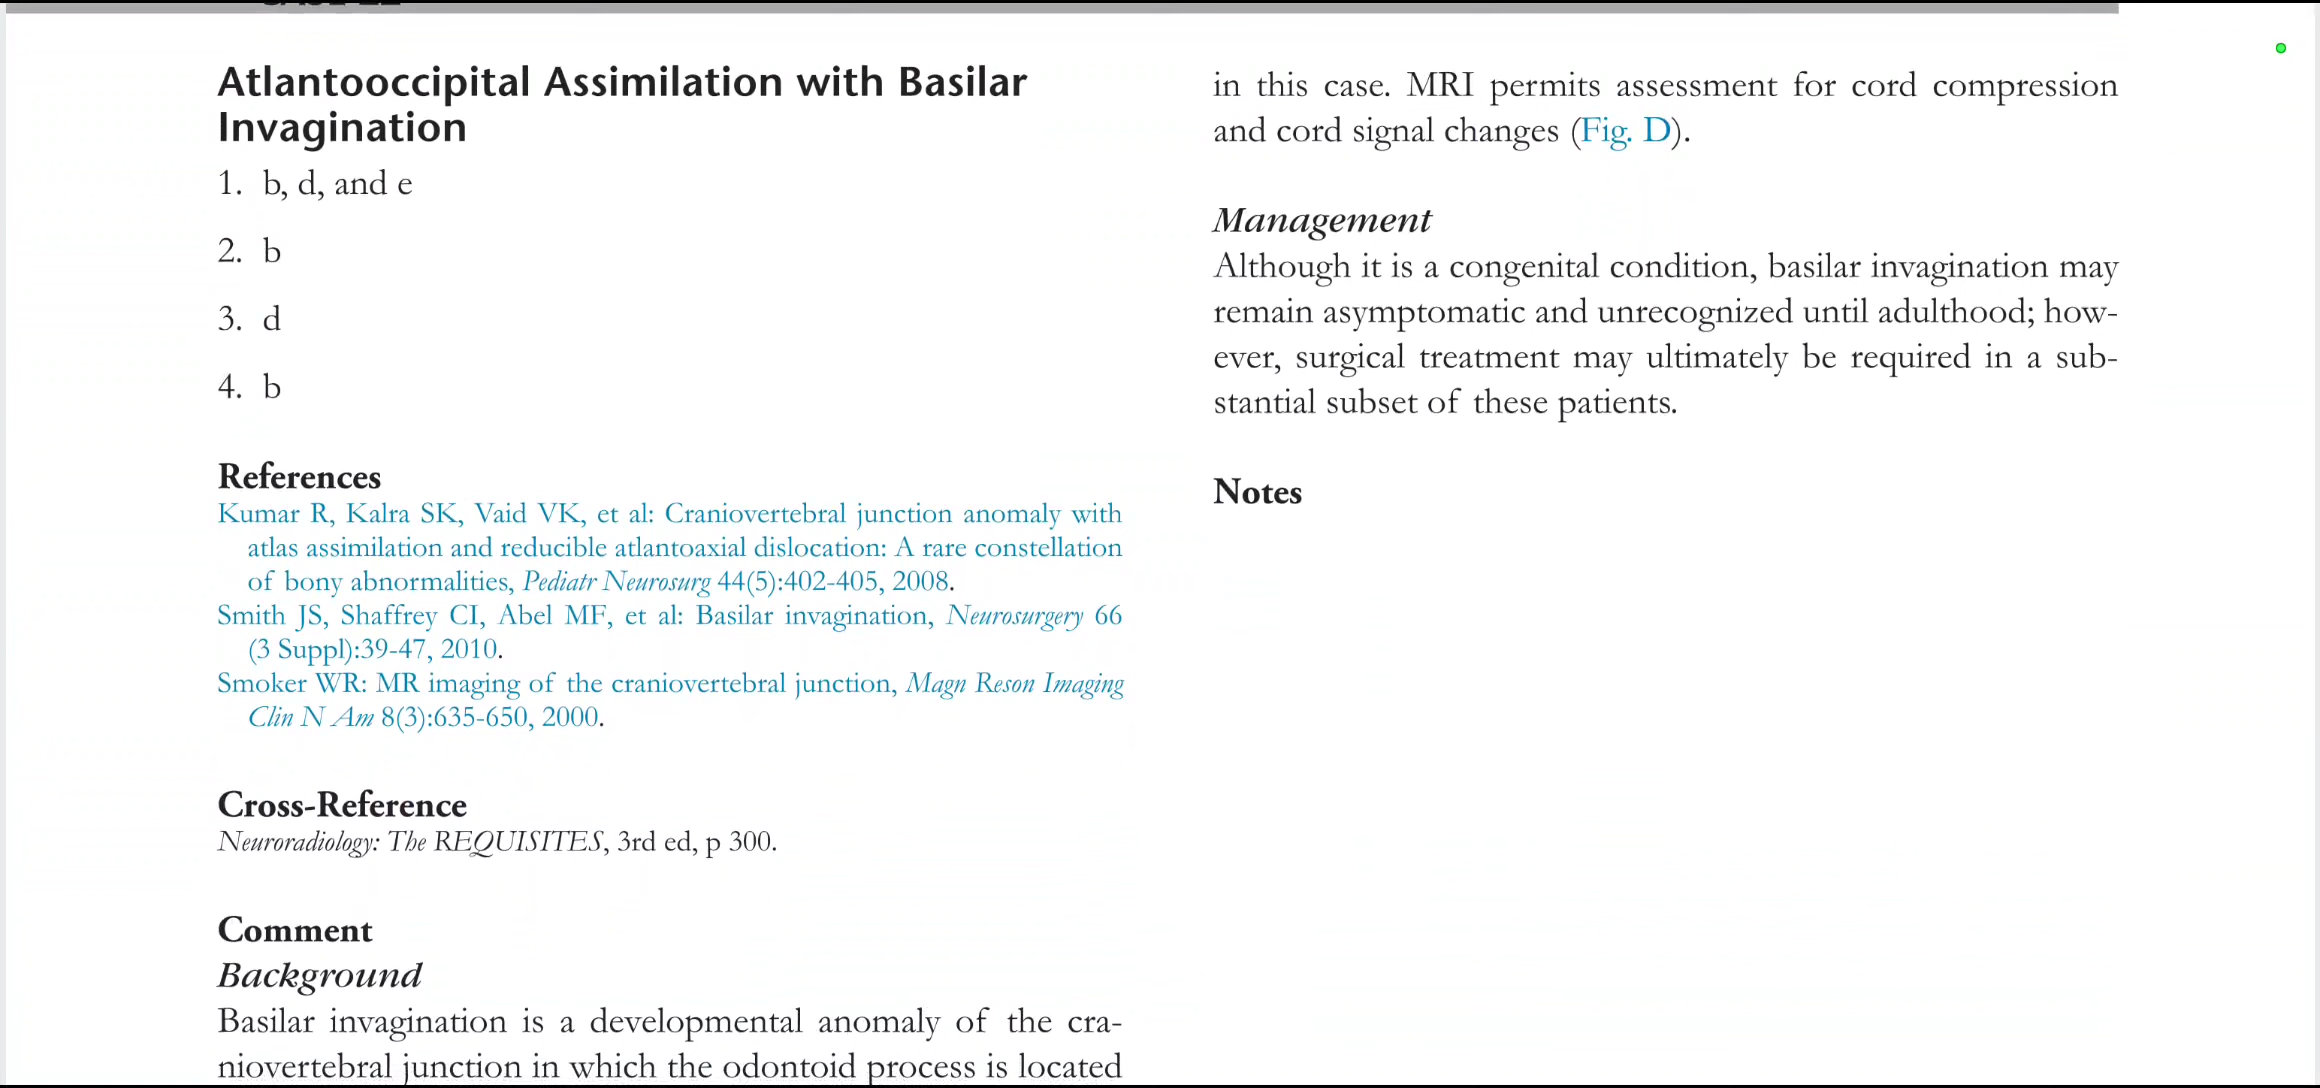 Atlantooccipital Assimilation with Basilar
Invagination
1. b, d, and e
2. b
3. d
4. b
References
Kumar R, Kalra SK, Vaid VK, et al: Craniovertebral junction anomaly with
atlas assimilation and reducible atlantoaxial dislocation: A rare constellation
of bony abnormalities, Pediatr Neurosurg 44(5):402-405, 2008.
Smith JS, Shaffrey CI, Abel MF, et al: Basilar invagination, Neurosurgery 66
(3 Suppl):39-47, 2010.
Smoker WR: MR imaging of the craniovertebral junction, Magn Reson Imaging
Clin N Am 8(3):635-650, 2000.
Cross-Reference
Neuroradiology: The REQUISITES, 3rd ed, p 300.
Comment
Background
Basilar invagination is a developmental anomaly of the cra-
niovertebral junction in which the odontoid process is located
in this case. MRI permits assessment for cord compression
and cord signal changes (Fig. D).
Management
Although it is a congenital condition, basilar invagination may
remain asymptomatic and unrecognized until adulthood; how-
ever, surgical treatment may ultimately be required in a sub-
stantial subset of these patients.
Notes